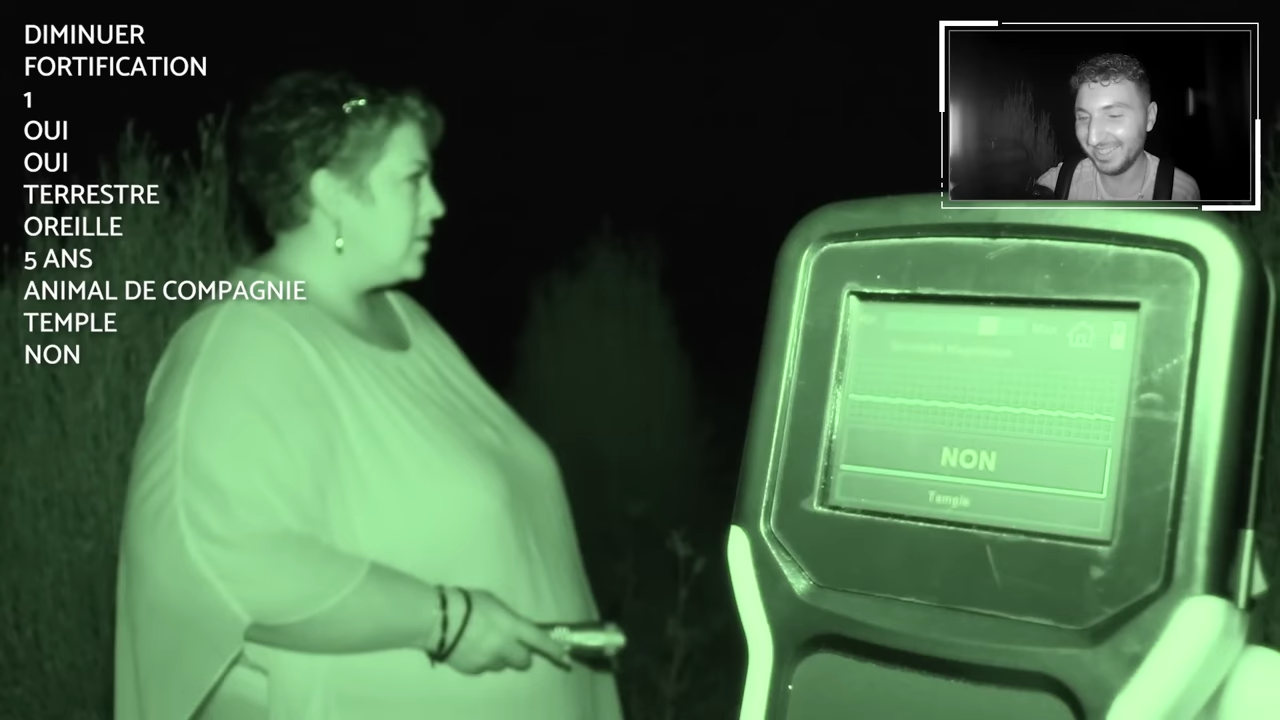 DIMINUER
FORTIFICATION
1
OUI
OUI
TERRESTRE
OREILLE
5 ANS
ANIMAL DE COMPAGNIE
TEMPLE
NON
NON
Temple